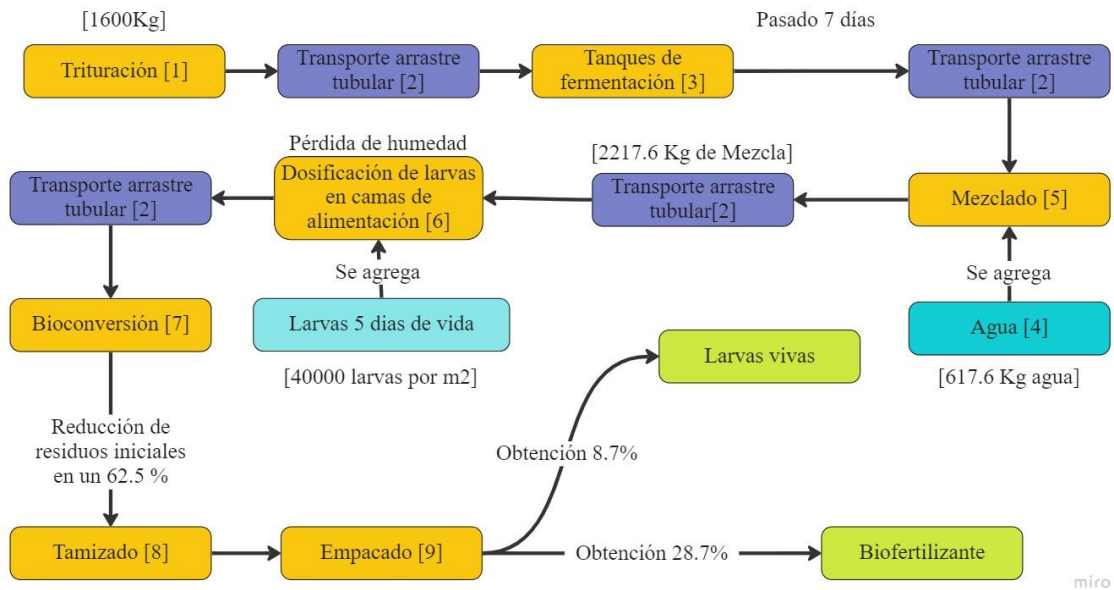 [1600Kg]
Pasado 7 días
Trituración [1]
Transporte arrastre
tubular [2]
Tanques de
fermentación [3]
Transporte arrastre
tubular [2]
Pérdida de humedad
[2217.6 Kg de Mezcla]
Transporte arrastre
tubular [2]
Dosificación de larvas
en camas de
alimentación [6]
Transporte arrastre
tubular[2]
Mezclado [5]
Se agrega
Se agrega
Bioconversión [7]
Larvas 5 dias de vida
Larvas vivas
Agua [4]
[40000 larvas por m2]
[617.6 Kg agua]
Reducción de
residuos iniciales
en un 62.5 %
Obtención 8.7%
Tamizado [8]
Empacado [9]
Obtención 28.7%
Biofertilizante
miro